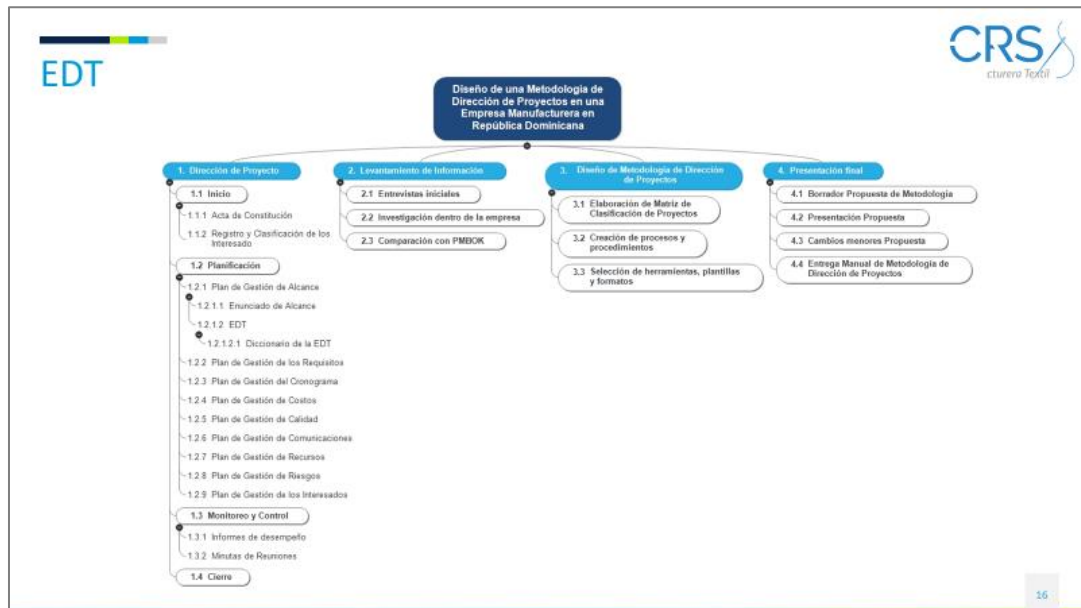 EDT
CRS
cturera Textil
Diseño de una Metodología de
Dirección de Proyectos en una
Empresa Manufacturera en
República Dominicana
1. Dirección de Proyecto
1.1 Inicio
1.1.1 Acta de Constitución
1.1.2 Registro y Clasificación de los
Interesado
1.2 Planificación
1.2.1 Plan de Gestión de Alcance
1.2.1.1 Enunciado de Alcance
1.2.1.2 EDT
1.2.1.2.1 Diccionario de la EDT
1.2.2 Plan de Gestión de los Requisitos
1.2.3 Plan de Gestión del Cronograma
1.2.4 Plan de Gestión de Costos
1.2.5 Plan de Gestión de Calidad
1.2.6 Plan de Gestión de Comunicaciones
1.2.7 Plan de Gestión de Recursos
1.2.8 Plan de Gestión de Riesgos
1.2.9 Plan de Gestión de los Interesados
1.3 Monitoreo y Control
1.3.1 Informes de desempeño
1.3.2 Minutas de Reuniones
1.4 Cierre
2. Levantamiento de Información
2.1 Entrevistas iniciales
2.2 Investigación dentro de la empresa
2.3 Comparación con PMBOK
3. Diseño de Metodología de Dirección
de Proyectos
3.1 Elaboración de Matriz de
Clasificación de Proyectos
3.2 Creación de procesos y
procedimientos
3.3 Selección de herramientas, plantillas
y formatos
4. Presentación final
4.1 Borrador Propuesta de Metodología
4.2 Presentación Propuesta
4.3 Cambios menores Propuesta
4.4 Entrega Manual de Metodología de
Dirección de Proyectos
16